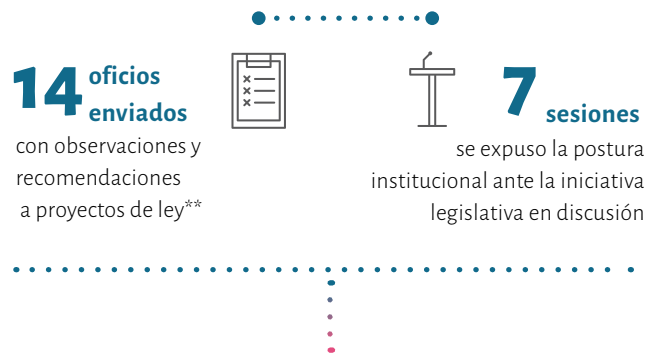 14 oficios
enviados
con observaciones y
recomendaciones
a proyectos de ley**
7 sesiones
se expuso la postura
institucional ante la iniciativa
legislativa en discusión